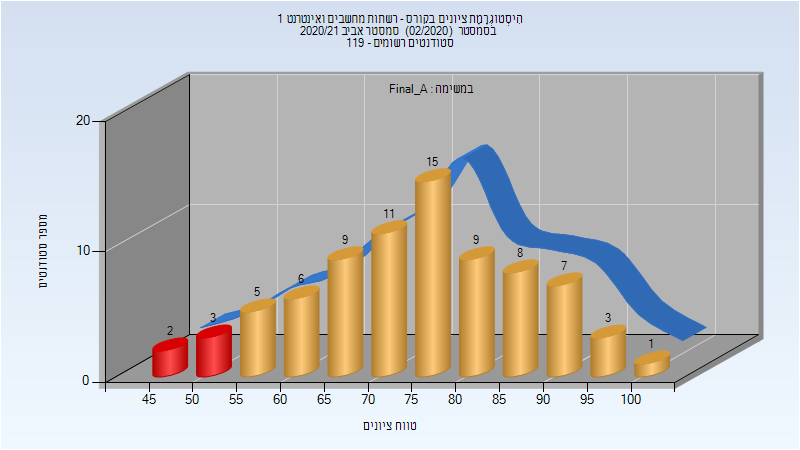 היסטוגרמת ציונים בקורס - רשתות מחשבים ואינטרנט 1
בסמסטר (02/2020) סמסטר אביב 2020/21
סטודנטים רשומים - 119
במשימה : Final_A
מספר סטודנטים
20
10
0
2
3
5
6
9
11
15
9
8
7
3
1
45 50 55 60 65 70 75 80 85 90 95 100
טווח ציונים